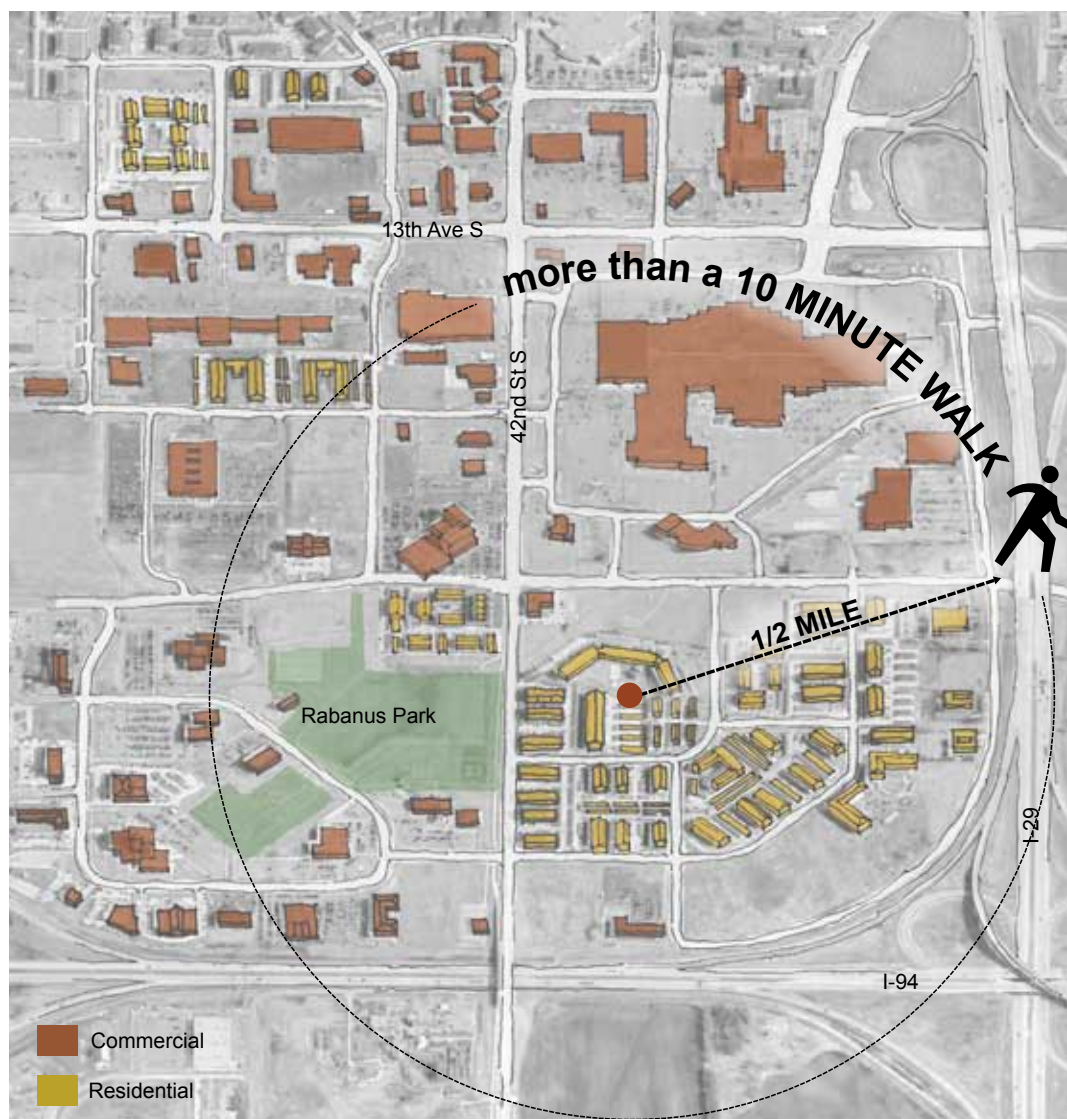 13th Ave S
more than a 10 MINUTE WALK
42nd St S
1/2 MILE
Rabanus Park
I-29
I-94
Commercial
Residential